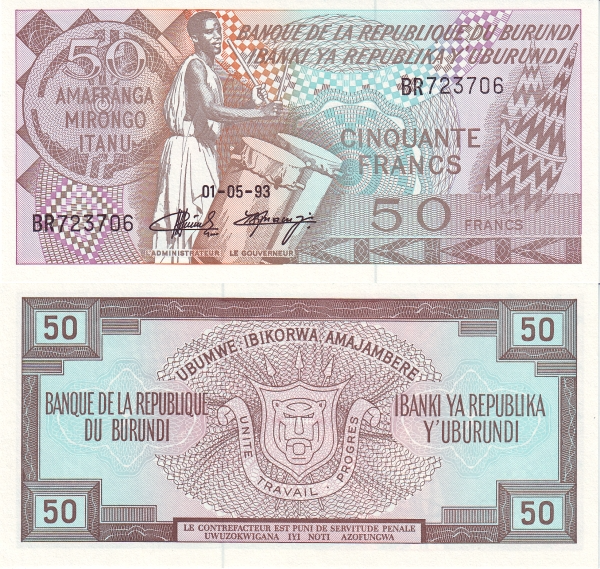 50
AMAFRANGA
MIRONGO
ITANU
BANQUE DE LA REPUBLIQUE DU BURUNDI
IBANKI YA REPUBLIKA Y'UBURUNDI
BR723706
CINQUANTE
FRANCS
01-05-93
BR723706
50 FRANCS
L'ADMINISTRATEUR LE GOUVERNEUR
50
50
UBUMWE IBIKORWA AMAJAMBERE
BANQUE DE LA REPUBLIQUE
DU BURUNDI
IBANKI YA REPUBLIKA
Y'UBURUNDI
UNITE TRAVAIL PROGRES
50
50
LE CONTREFACTEUR EST PUNI DE SERVITUDE PENALE
UWUZOKWIGANA IYI NOTI AZOFUNGWA